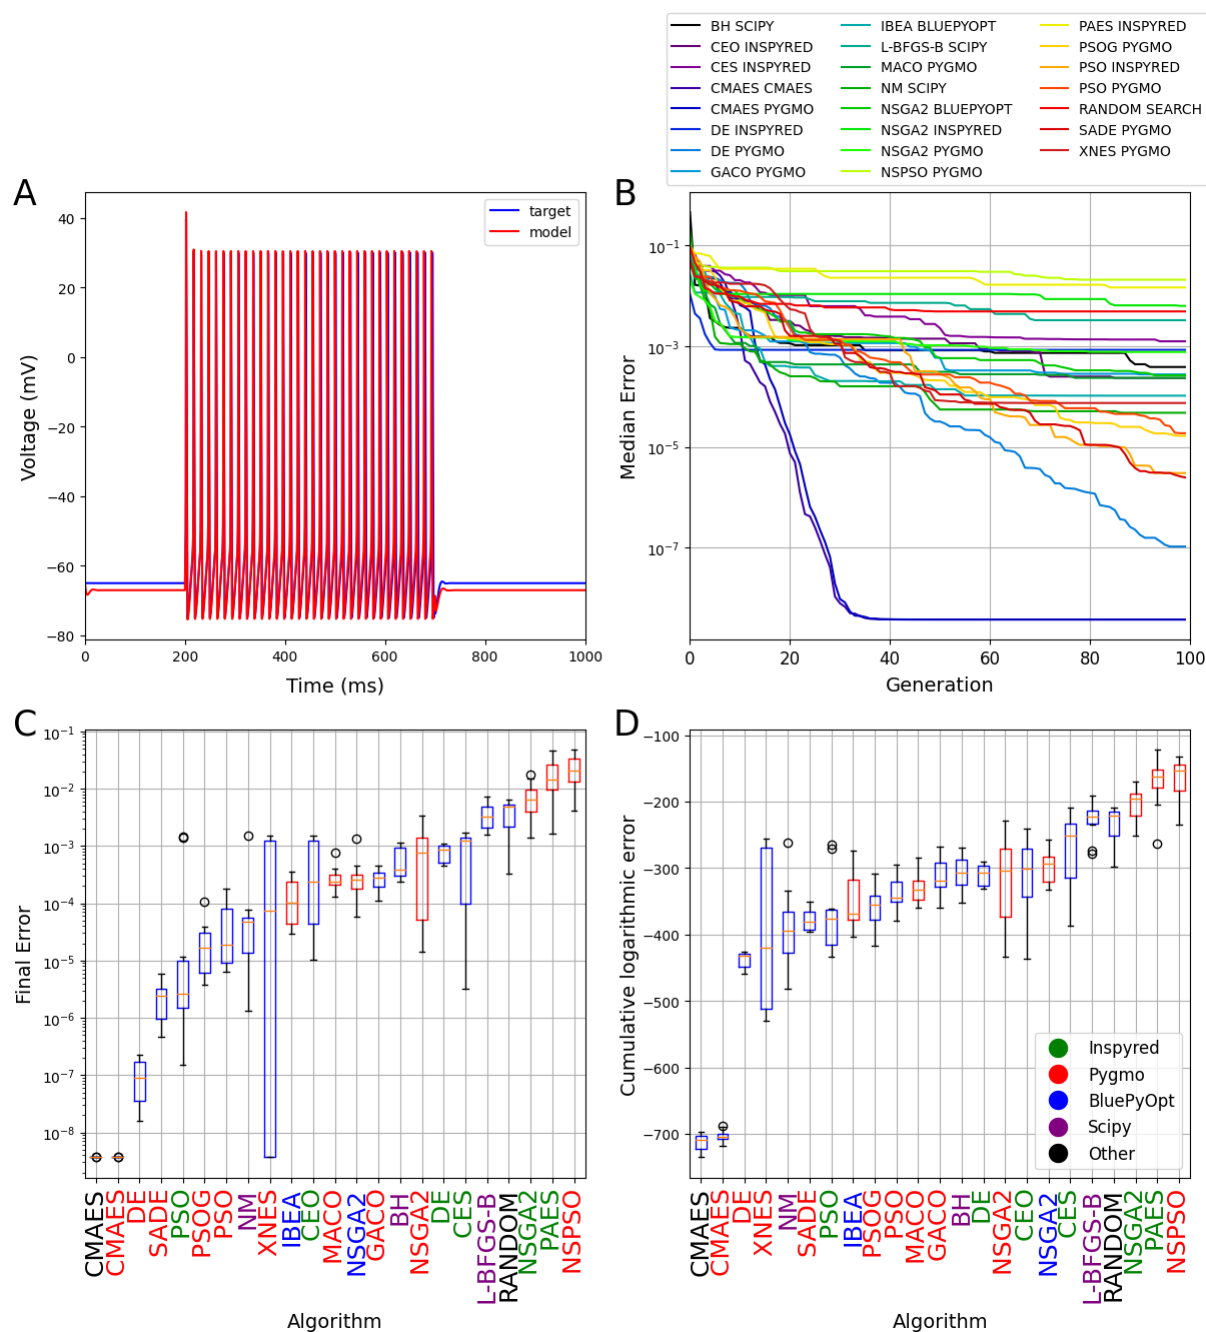 BH SCIPY
CEO INSPYRED
CES INSPYRED
CMAES CMAES
CMAES PYGMO
DE INSPYRED
DE PYGMO
GACO PYGMO
IBEA BLUEPYOPT
L-BFGS-B SCIPY
MACO PYGMO
NM SCIPY
NSGA2 BLUEPYOPT
NSGA2 INSPYRED
NSGA2 PYGMO
NSPSO PYGMO
PAES INSPYRED
PSOG PYGMO
PSO INSPYRED
PSO PYGMO
RANDOM SEARCH
SADE PYGMO
XNES PYGMO
A
target
model
40
20
0
−20
−40
−60
−80
Voltage (mV)
0 200 400 600 800 1000
Time (ms)
B
10⁻¹
10⁻³
10⁻⁵
10⁻⁷
Median Error
0 20 40 60 80 100
Generation
C
10⁻¹
10⁻²
10⁻³
10⁻⁴
10⁻⁵
10⁻⁶
10⁻⁷
10⁻⁸
Final Error
CMAES
CMAES
DE
SADE
PSO
PSOG
PSO
NM
XNES
IBEA
CEO
MACO
NSGA2
GACO
BH
NSGA2
DE
CES
L-BFGS-B
RANDOM
NSGA2
PAES
NSPSO
Algorithm
D
−100
−200
−300
−400
−500
−600
−700
Cumulative logarithmic error
Inspyred
Pygmo
BluePyOpt
Scipy
Other
CMAES
CMAES
DE
XNES
NM
SADE
PSO
IBEA
PSOG
PSO
MACO
GACO
BH
DE
NSGA2
CEO
NSGA2
CES
L-BFGS-B
RANDOM
NSGA2
PAES
NSPSO
Algorithm